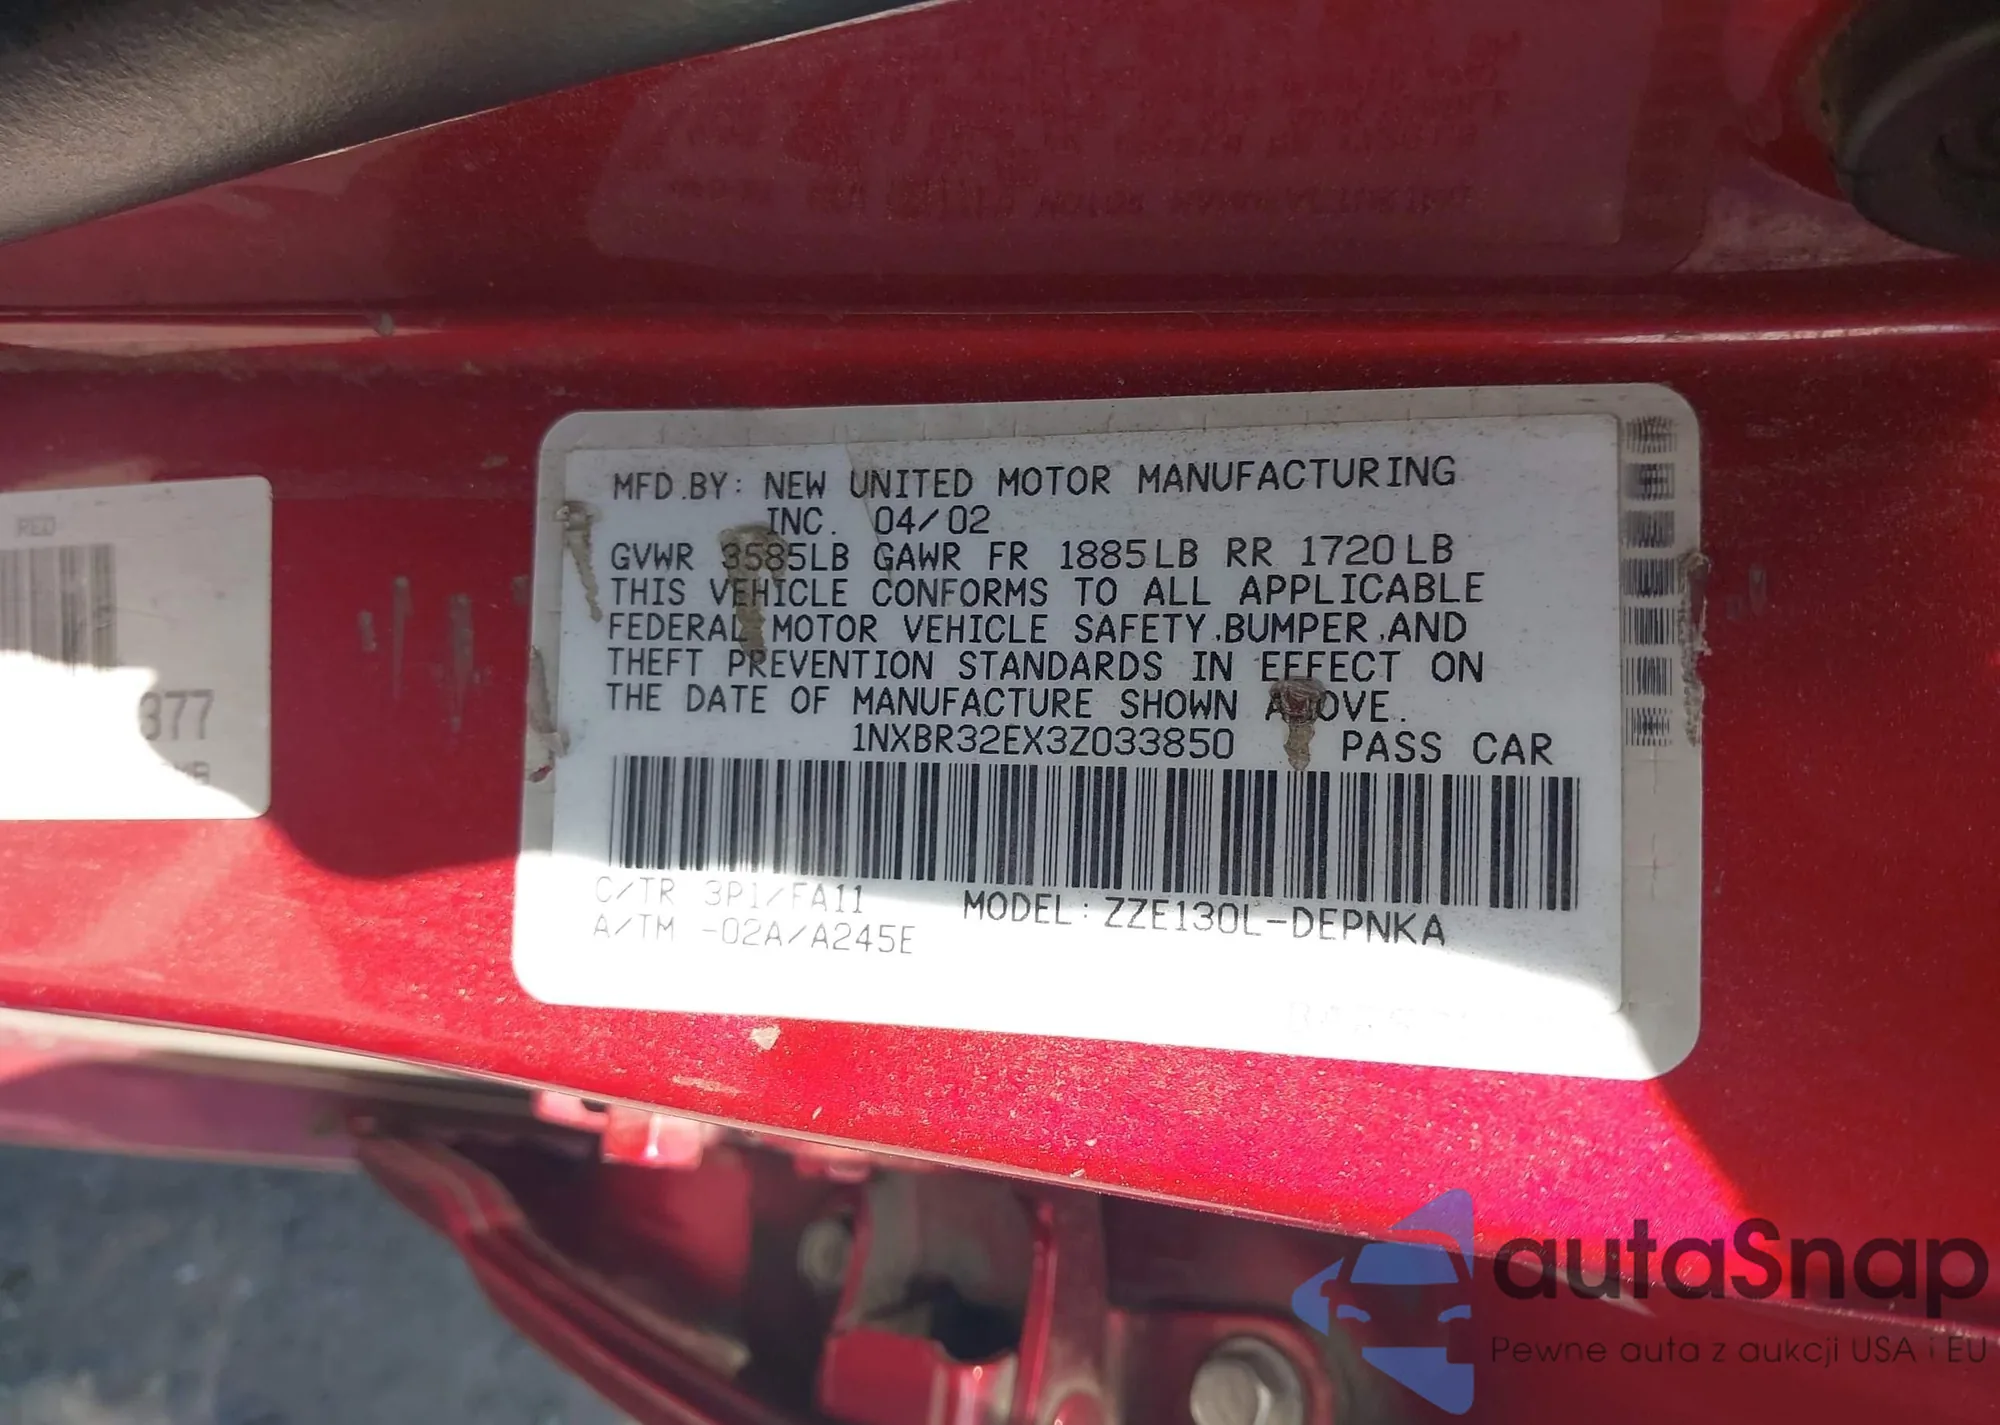 MFD.BY: NEW UNITED MOTOR MANUFACTURING
INC. 04/02
GVWR 3585LB GAWR FR 1885LB RR 1720LB
THIS VEHICLE CONFORMS TO ALL APPLICABLE
FEDERAL MOTOR VEHICLE SAFETY,BUMPER,AND
THEFT PREVENTION STANDARDS IN EFFECT ON
THE DATE OF MANUFACTURE SHOWN ABOVE.
1NXBR32EX3Z033850 PASS CAR
C/TR 3P1/FA11 MODEL:ZZE130L-DEPNKA
A/TM -02A/A245E
RED
377
autaSnap
Pewne auta z aukcji USA i EU